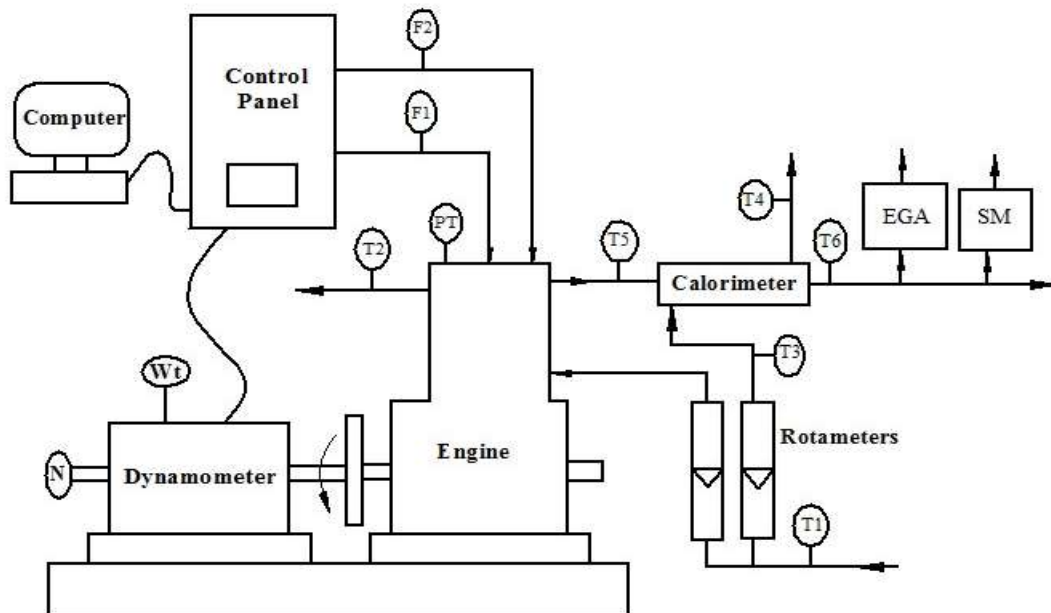 F2
Control
Panel
Computer
F1
T4
EGA
SM
PT
T2
T5
T6
Calorimeter
T3
Wt
Rotameters
Engine
N
Dynamometer
T1